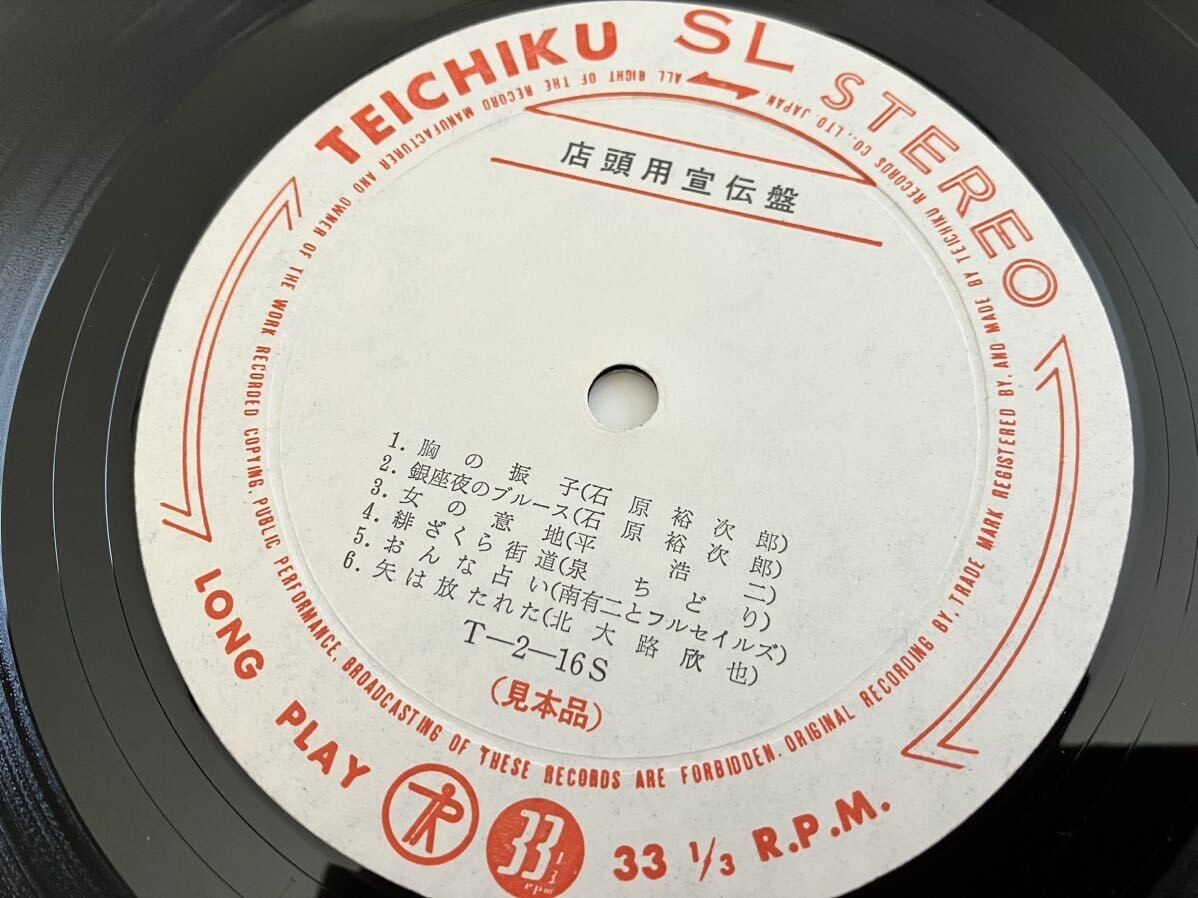 TEICHIKU SL STEREO
ALL RIGHT OF THE RECORD MANUFACTURER AND OWNER OF THE WORK RECORDED COPYING, PUBLIC PERFORMANCE, BROADCASTING OF THESE RECORDS ARE FORBIDDEN. ORIGINAL RECORDING BY, TRADE MARK REGISTERED BY, AND MADE BY TEICHIKU RECORDS CO., LTD. JAPAN
店頭用宣伝盤
1. 胸の振子(石原裕次郎)
2. 銀座夜のブルース(石原裕次郎)
3. 女の意地(平浩二)
4. 緋ざくら街道(泉ちどり)
5. おんな占い(南有二とフルセイルズ)
6. 矢は放たれた(北大路欣也)
T-2-16S
(見本品)
LONG PLAY
TR
33 1/3 rpm
33 1/3 R.P.M.